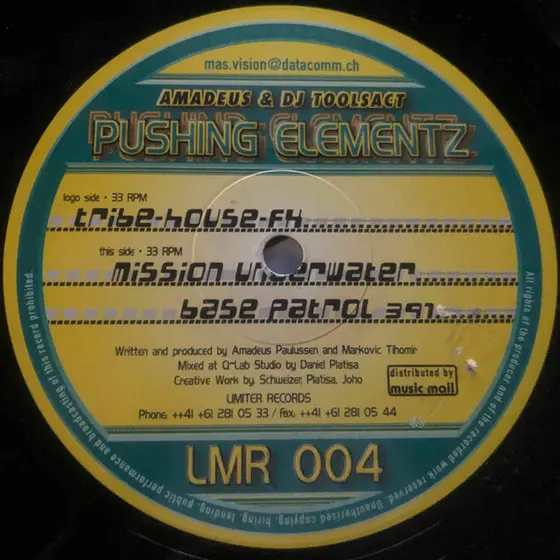 mas.vision@datacomm.ch
AMADEUS & DJ TOOLSACT
PUSHING ELEMENTZ
logo side • 33 RPM
tribe-house-FX
this side • 33 RPM
mission underwater
base patrol 397
Written and produced by Amadeus Paulussen and Markovic Tihomir
Mixed at Q-Lab Studio by Daniel Platisa
Creative Work by: Schweizer, Platisa, Joho
LIMITER RECORDS
Phone: ++41 +61 281 05 33 / Fax: ++41 +61 281 05 44
distributed by
music mall
LMR 004
All rights of the producer and of the recorded work reserved. Unauthorised copying, hiring, lending, public performance and broadcasting of this record prohibited.